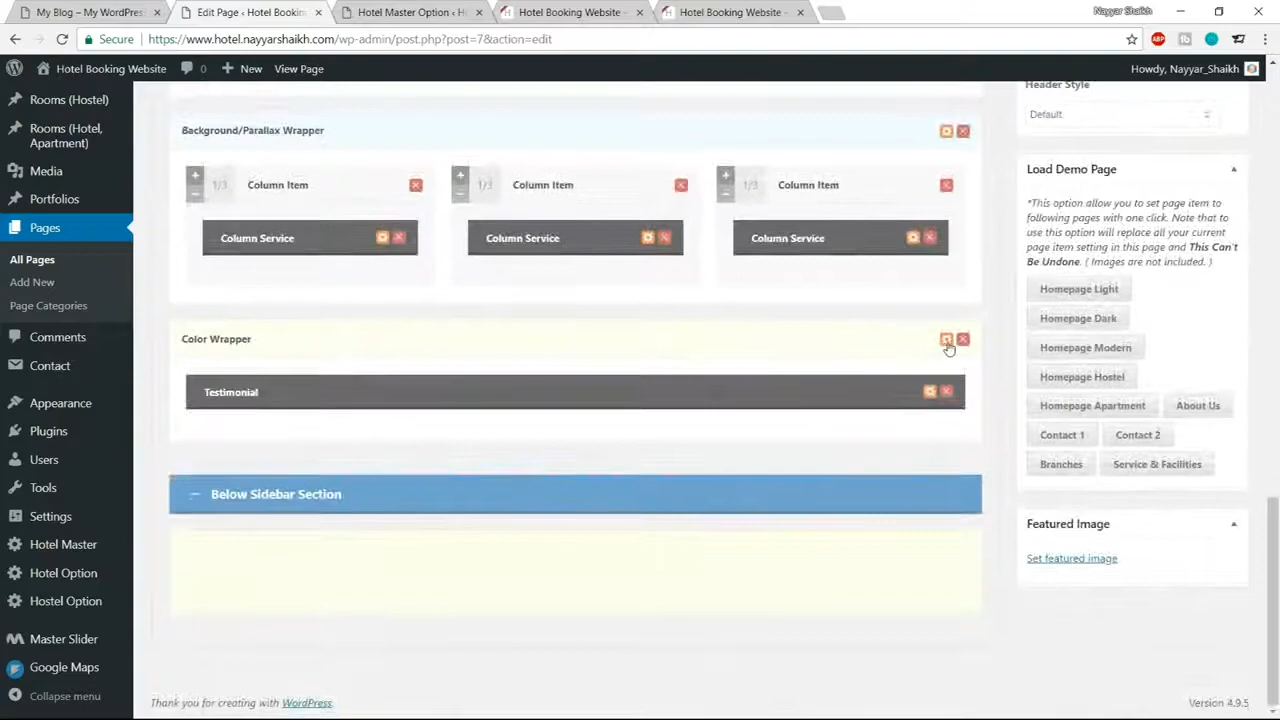 My Blog – My WordPres
Edit Page ‹ Hotel Bookin
Hotel Master Option ‹ H
Hotel Booking Website –
Hotel Booking Website –
Nayyar Shaikh
Secure
https://www.hotel.nayyarshaikh.com/wp-admin/post.php?post=7&action=edit
ABP
Hotel Booking Website
0
New
View Page
Howdy, Nayyar_Shaikh
Rooms (Hostel)
Rooms (Hotel,
Apartment)
Media
Portfolios
Pages
All Pages
Add New
Page Categories
Comments
Contact
Appearance
Plugins
Users
Tools
Settings
Hotel Master
Hotel Option
Hostel Option
Master Slider
Google Maps
Collapse menu
Background/Parallax Wrapper
1/3
Column Item
1/3
Column Item
1/3
Column Item
Column Service
Column Service
Column Service
Color Wrapper
Testimonial
Below Sidebar Section
Thank you for creating with WordPress.
Version 4.9.5
Header Style
Default
Load Demo Page
*This option allow you to set page item to
following pages with one click. Note that to
use this option will replace all your current
page item setting in this page and This Can't
Be Undone. ( Images are not included. )
Homepage Light
Homepage Dark
Homepage Modern
Homepage Hostel
Homepage Apartment
About Us
Contact 1
Contact 2
Branches
Service & Facilities
Featured Image
Set featured image